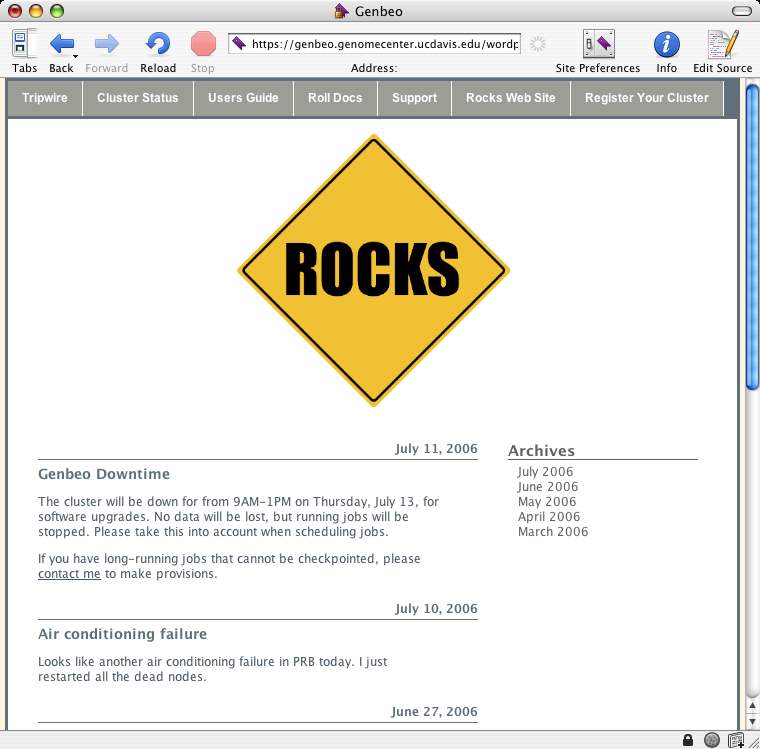 Genbeo
Tabs Back Forward Reload Stop
https://genbeo.genomecenter.ucdavis.edu/wordp
Address:
Site Preferences Info Edit Source
Tripwire Cluster Status Users Guide Roll Docs Support Rocks Web Site Register Your Cluster
ROCKS
July 11, 2006
Genbeo Downtime
The cluster will be down for from 9AM-1PM on Thursday, July 13, for
software upgrades. No data will be lost, but running jobs will be
stopped. Please take this into account when scheduling jobs.
If you have long-running jobs that cannot be checkpointed, please
contact me to make provisions.
July 10, 2006
Air conditioning failure
Looks like another air conditioning failure in PRB today. I just
restarted all the dead nodes.
June 27, 2006
Archives
July 2006
June 2006
May 2006
April 2006
March 2006